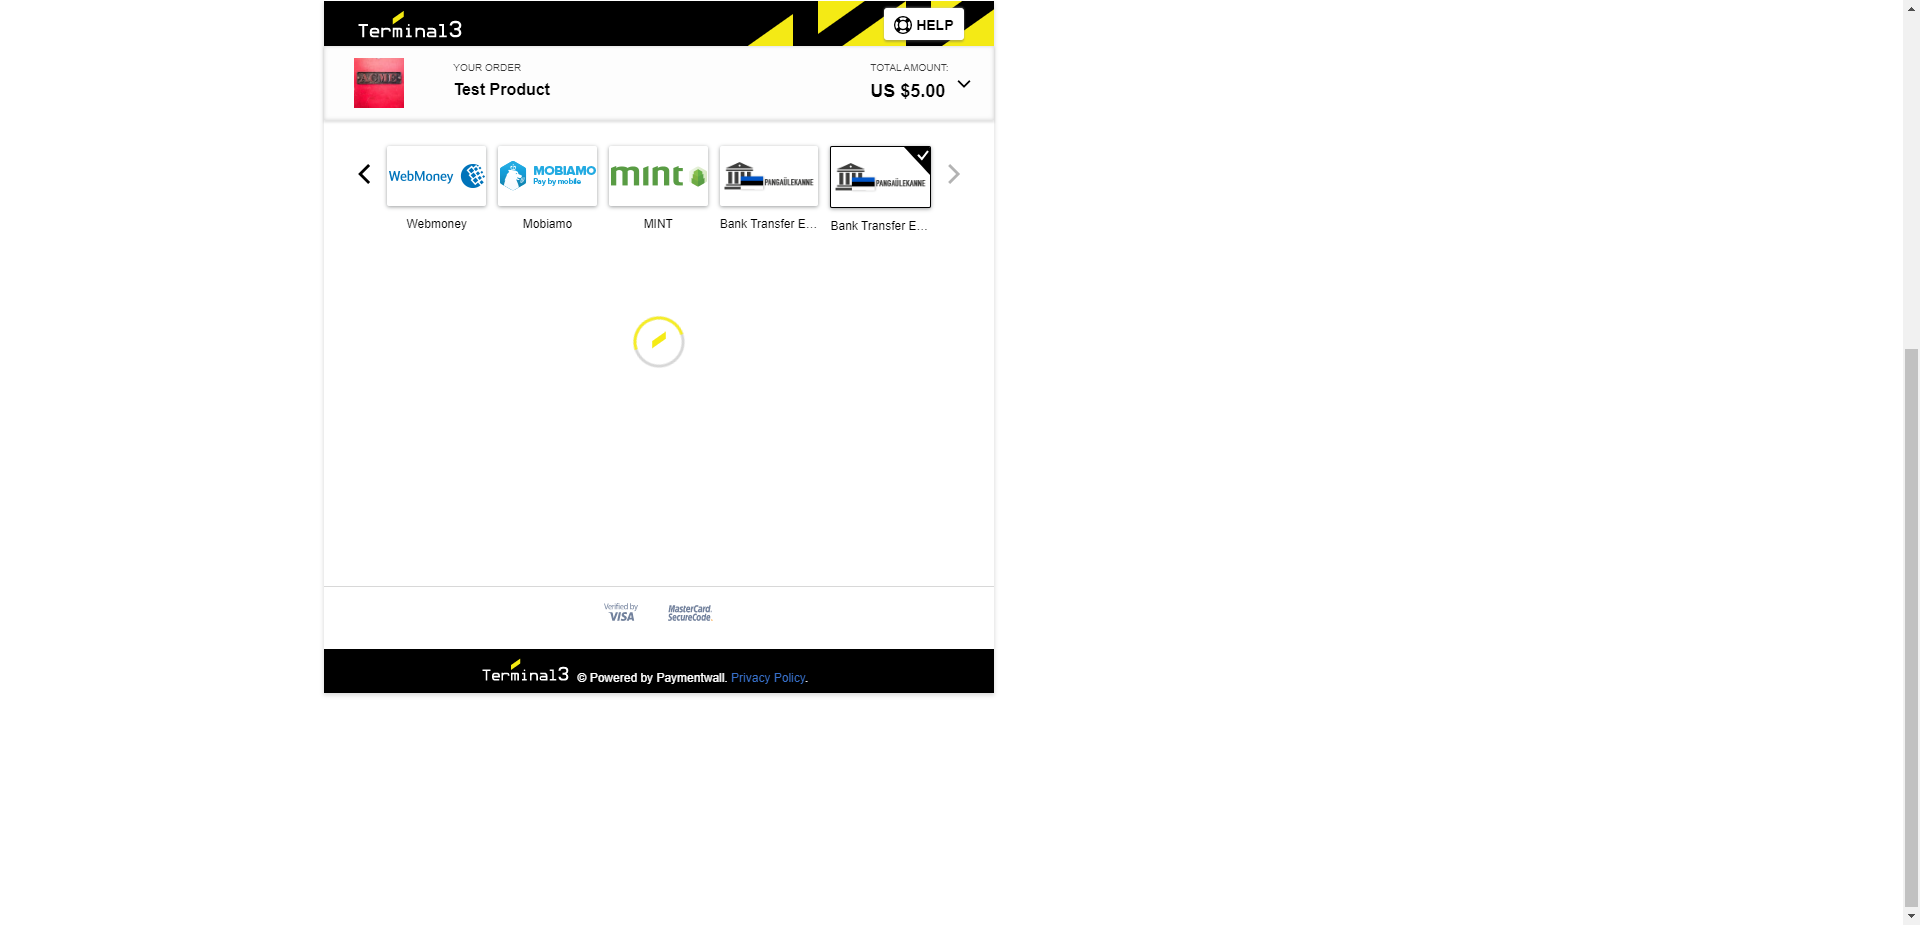 Terminal3
HELP
YOUR ORDER
Test Product
TOTAL AMOUNT:
US $5.00
ACME
WebMoney
MOBIAMO
Pay by mobile
mint
PANGAÜLEKANNE
PANGAÜLEKANNE
Webmoney
Mobiamo
MINT
Bank Transfer E...
Bank Transfer E...
Verified by
VISA
MasterCard.
SecureCode.
Terminal3 © Powered by Paymentwall. Privacy Policy.